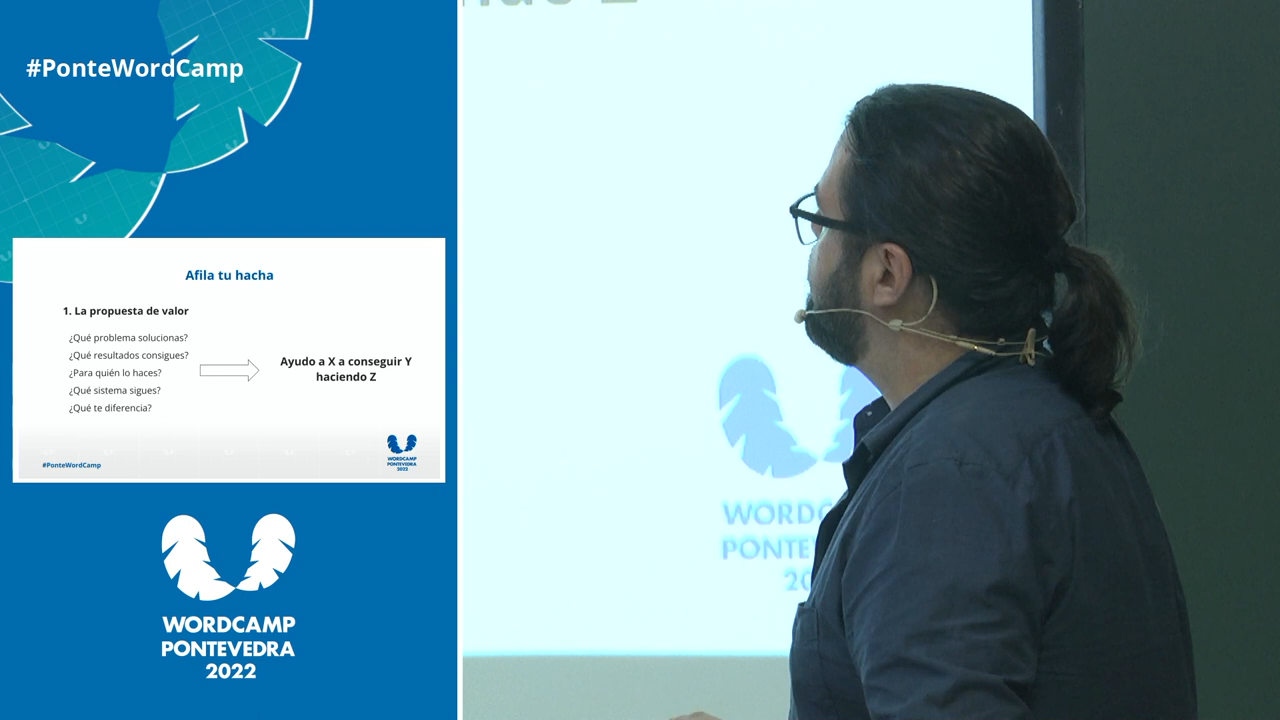 #PonteWordCamp
Afila tu hacha
1. La propuesta de valor
¿Qué problema solucionas?
¿Qué resultados consigues?
¿Para quién lo haces?
¿Qué sistema sigues?
¿Qué te diferencia?
Ayudo a X a conseguir Y
haciendo Z
#PonteWordCamp
WORDCAMP
PONTEVEDRA
2022
WORDCAMP
PONTEVEDRA
2022
WORDC
PONTE
20